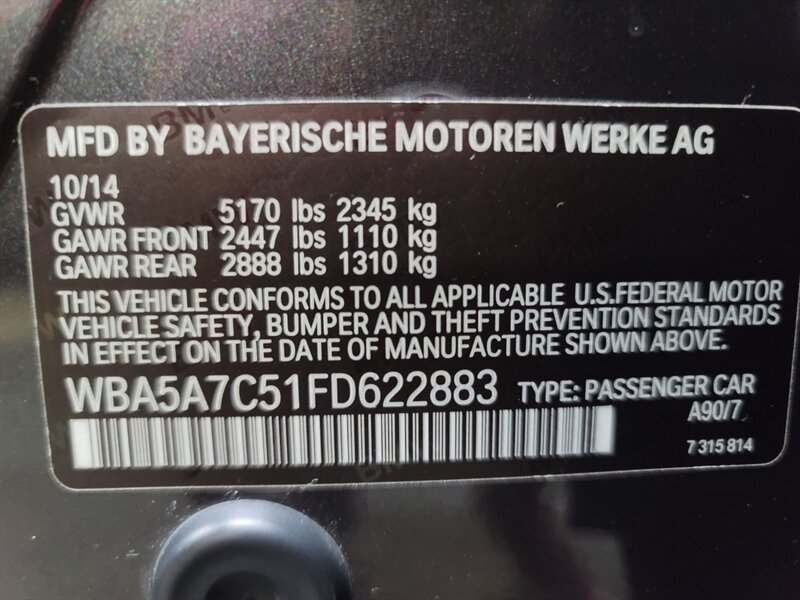 MFD BY BAYERISCHE MOTOREN WERKE AG
10/14
GVWR 5170 lbs 2345 kg
GAWR FRONT 2447 lbs 1110 kg
GAWR REAR 2888 lbs 1310 kg
THIS VEHICLE CONFORMS TO ALL APPLICABLE U.S.FEDERAL MOTOR
VEHICLE SAFETY, BUMPER AND THEFT PREVENTION STANDARDS
IN EFFECT ON THE DATE OF MANUFACTURE SHOWN ABOVE.
WBA5A7C51FD622883 TYPE: PASSENGER CAR
A90/7
7 315 814